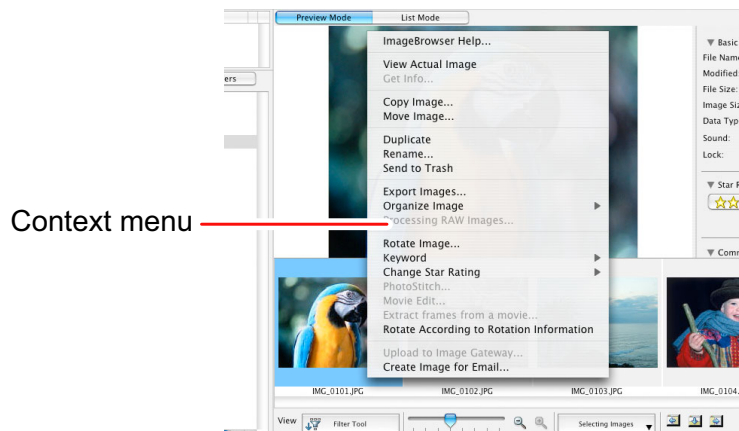 Preview Mode
List Mode
ers
ImageBrowser Help...
View Actual Image
Get Info...
Copy Image...
Move Image...
Duplicate
Rename...
Send to Trash
Export Images...
Organize Image
Processing RAW Images...
Context menu
Rotate Image...
Keyword
Change Star Rating
PhotoStitch...
Movie Edit...
Extract frames from a movie...
Rotate According to Rotation Information
Upload to Image Gateway...
Create Image for Email...
Basic
File Name
Modified:
File Size:
Image Siz
Data Typ
Sound:
Lock:
Star R
Comm
IMG_0101.JPG
IMG_0102.JPG
IMG_0103.JPG
IMG_0104.
View
Filter Tool
Selecting Images